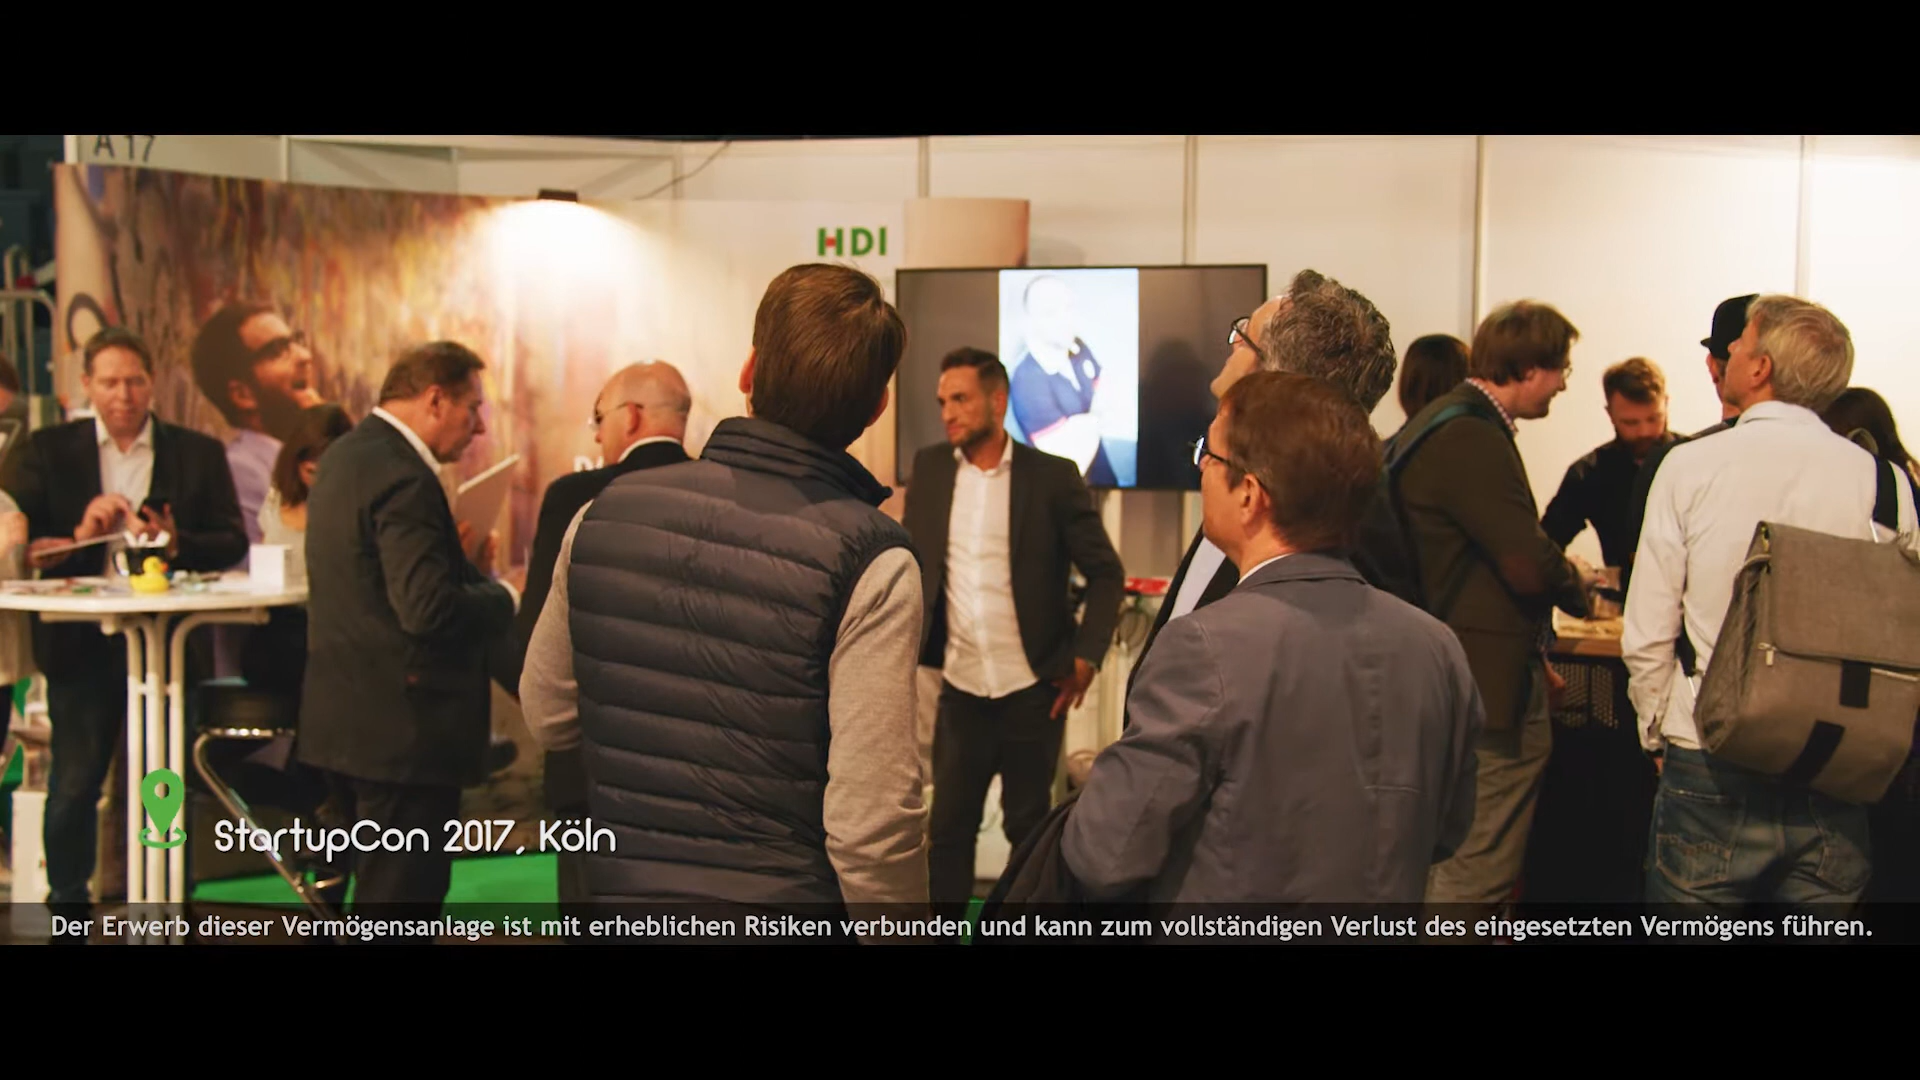 A 17
HDI
StartupCon 2017, Köln
Der Erwerb dieser Vermögensanlage ist mit erheblichen Risiken verbunden und kann zum vollständigen Verlust des eingesetzten Vermögens führen.